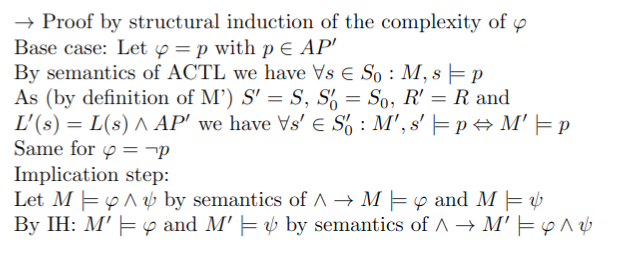 → Proof by structural induction of the complexity of φ
Base case: Let φ = p with p ∈ AP′
By semantics of ACTL we have ∀s ∈ S₀ : M, s ⊨ p
As (by definition of M') S′ = S, S′₀ = S₀, R′ = R and
L′(s) = L(s) ∧ AP′ we have ∀s′ ∈ S′₀ : M′, s′ ⊨ p ⇔ M′ ⊨ p
Same for φ = ¬p
Implication step:
Let M ⊨ φ ∧ ψ by semantics of ∧ → M ⊨ φ and M ⊨ ψ
By IH: M′ ⊨ φ and M′ ⊨ ψ by semantics of ∧ → M′ ⊨ φ ∧ ψ